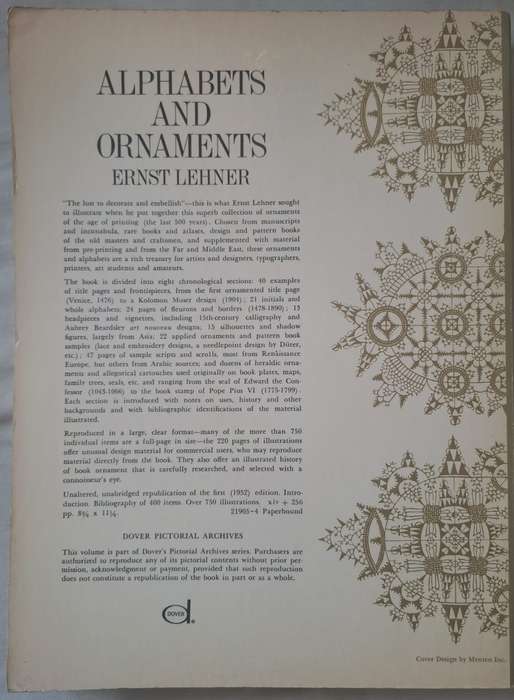 ALPHABETS
AND
ORNAMENTS
ERNST LEHNER
"The lust to decorate and embellish"—this is what Ernst Lehner sought
to illustrate when he put together this superb collection of ornaments
of the age of printing (the last 500 years). Chosen from manuscripts
and incunabula, rare books and atlases, design and pattern books
of the old masters and craftsmen, and supplemented with material
from pre-printing and from the Far and Middle East, these ornaments
and alphabets are a rich treasury for artists and designers, typographers,
printers, art students and amateurs.
The book is divided into eight chronological sections: 40 examples
of title pages and frontispieces, from the first ornamented title page
(Venice, 1476) to a Kolomon Moser design (1901); 21 initials and
whole alphabets; 24 pages of fleurons and borders (1478-1890); 15
headpieces and vignettes, including 15th-century calligraphy and
Aubrey Beardsley art nouveau designs; 15 silhouettes and shadow
figures, largely from Asia; 22 applied ornaments and pattern book
samples (lace and embroidery designs, a needlepoint design by Dürer,
etc.); 47 pages of sample scripts and scrolls, most from Renaissance
Europe, but others from Arabic sources; and dozens of heraldic orna-
ments and allegorical cartouches used originally on book plates, maps,
family trees, seals, etc. and ranging from the seal of Edward the Con-
fessor (1043-1066) to the book stamp of Pope Pius VI (1775-1799).
Each section is introduced with notes on uses, history and other
backgrounds and with bibliographic identifications of the material
illustrated.
Reproduced in a large, clear format—many of the more than 750
individual items are a full-page in size—the 220 pages of illustrations
offer unusual design material for commercial users, who may reproduce
material directly from the book. They also offer an illustrated history
of book ornament that is carefully researched, and selected with a
connoisseur's eye.
Unaltered, unabridged republication of the first (1952) edition. Intro-
duction. Bibliography of 400 items. Over 750 illustrations. xiv + 256
pp. 8¼ x 11¼. 21905-4 Paperbound
DOVER PICTORIAL ARCHIVES
This volume is part of Dover's Pictorial Archives series. Purchasers are
authorized to reproduce any of its pictorial contents without prior per-
mission, acknowledgment or payment, provided that such reproduction
does not constitute a republication of the book in part or as a whole.
DOVER
®
Cover Design by Menten Inc.